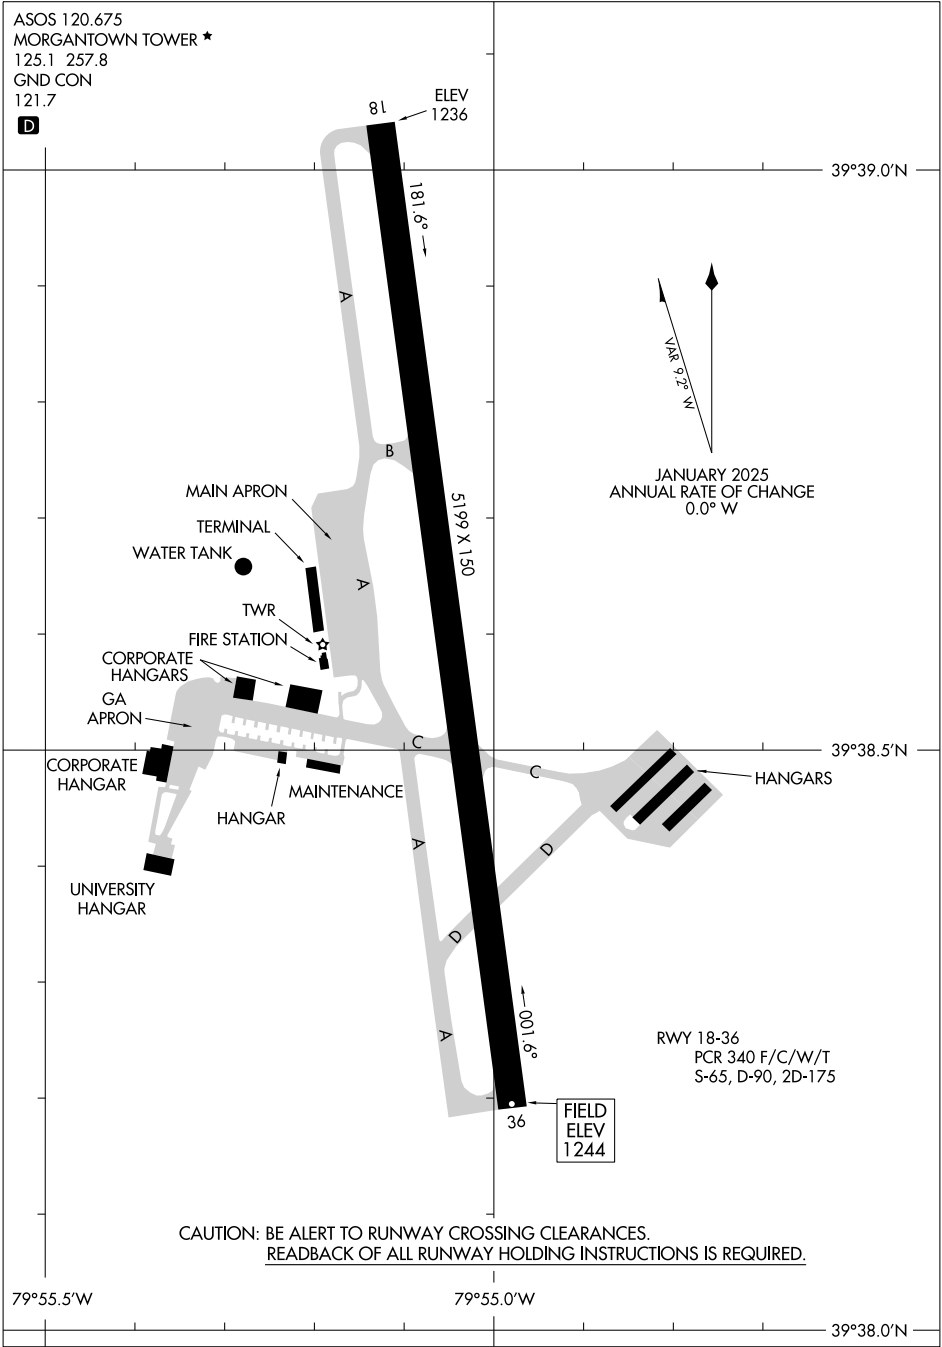 ASOS 120.675
MORGANTOWN TOWER ★
125.1 257.8
GND CON
121.7
D
18
ELEV
1236
39°39.0'N
181.6°
A
VAR 9.2° W
B
JANUARY 2025
ANNUAL RATE OF CHANGE
0.0° W
MAIN APRON
5199 X 150
TERMINAL
WATER TANK
A
TWR
FIRE STATION
CORPORATE
HANGARS
GA
APRON
C
39°38.5'N
CORPORATE
HANGAR
C
HANGARS
MAINTENANCE
HANGAR
A
D
UNIVERSITY
HANGAR
D
A
001.6°
RWY 18-36
PCR 340 F/C/W/T
S-65, D-90, 2D-175
36
FIELD
ELEV
1244
CAUTION: BE ALERT TO RUNWAY CROSSING CLEARANCES.
READBACK OF ALL RUNWAY HOLDING INSTRUCTIONS IS REQUIRED.
79°55.5'W
79°55.0'W
39°38.0'N